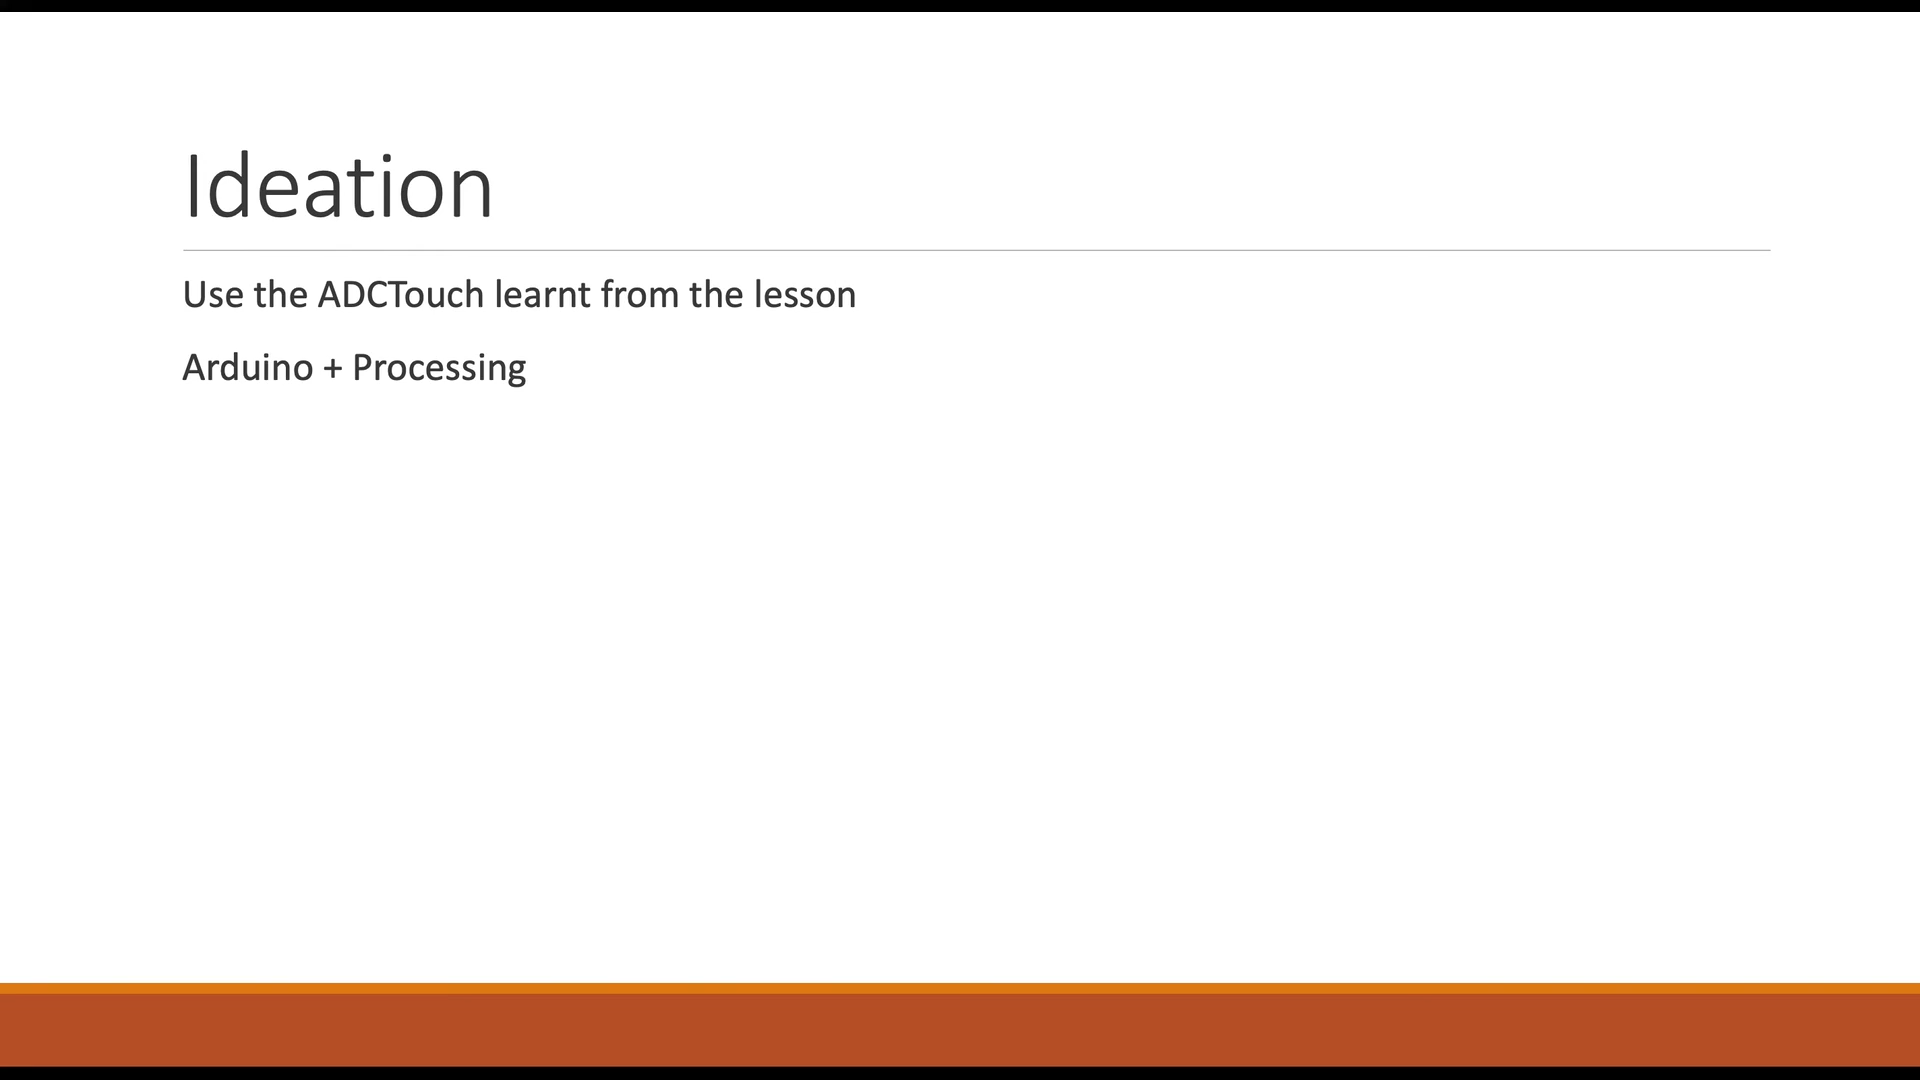 Ideation
Use the ADCTouch learnt from the lesson
Arduino + Processing